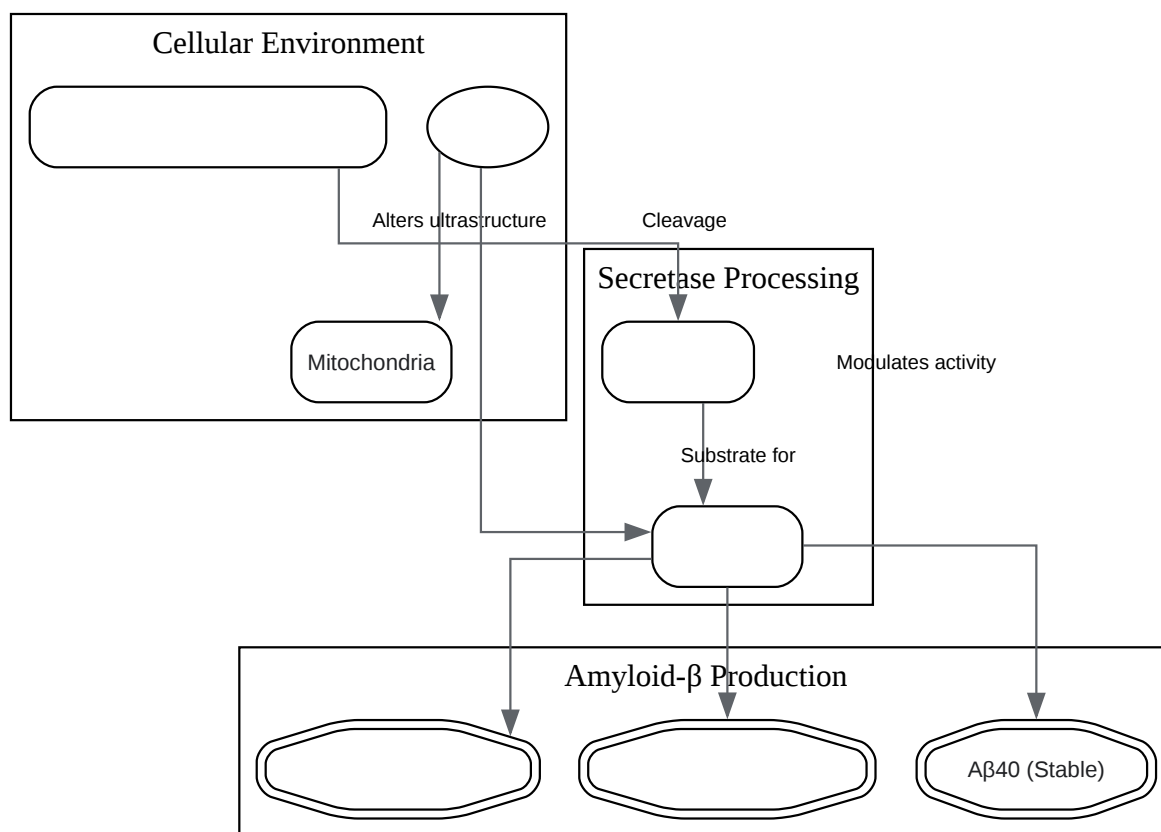 Cellular Environment
Alters ultrastructure
Cleavage
Secretase Processing
Mitochondria
Modulates activity
Substrate for
Amyloid-β Production
Aβ40 (Stable)